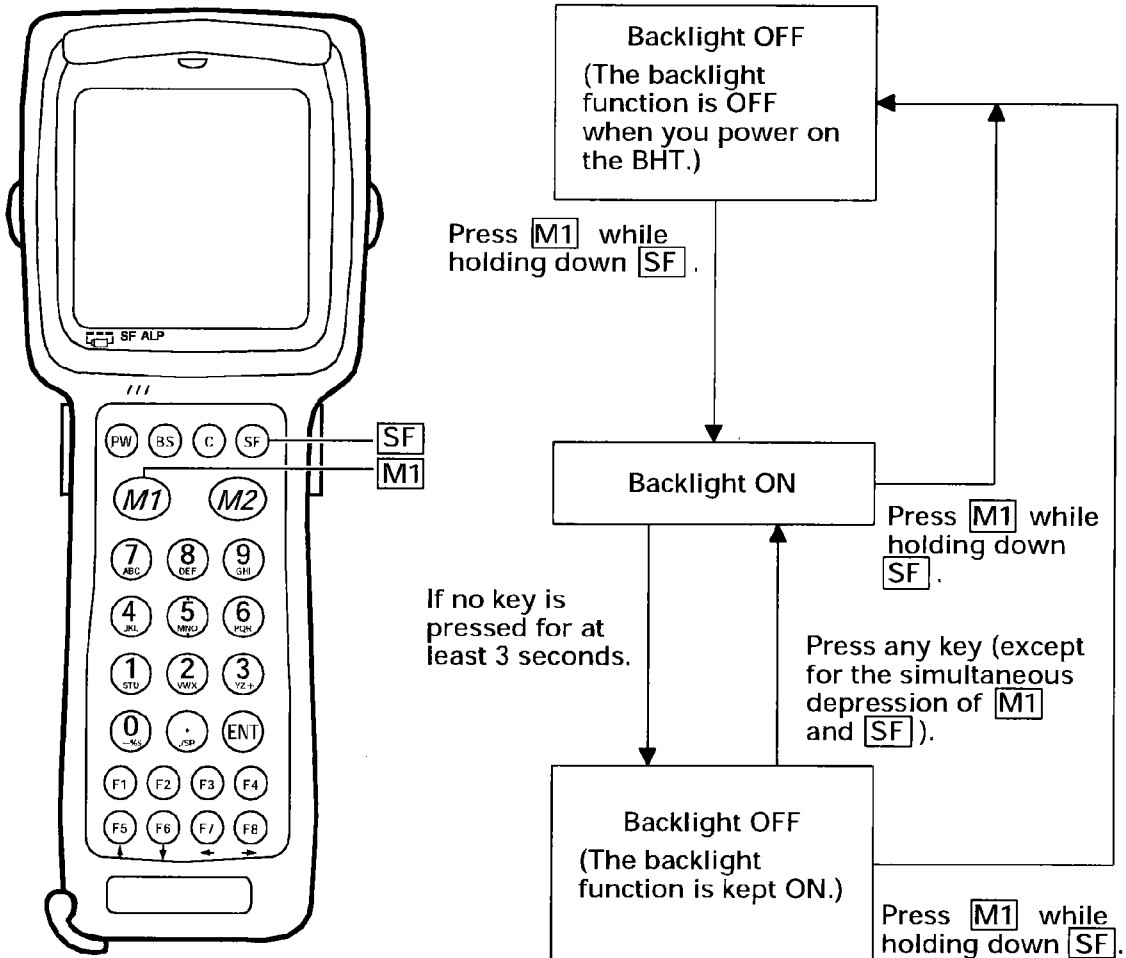 SF ALP
PW BS C SF
SF
M1
M1 M2
7 8 9
ABC DEF GHI
4 5 6
JKL MNO PQR
1 2 3
STU VWX YZ+
0 . ENT
-%$ ./SP
F1 F2 F3 F4
F5 F6 F7 F8
Backlight OFF
(The backlight
function is OFF
when you power on
the BHT.)
Press M1 while
holding down SF .
Backlight ON
Press M1 while
holding down
SF .
If no key is
pressed for at
least 3 seconds.
Press any key (except
for the simultaneous
depression of M1
and SF ).
Backlight OFF
(The backlight
function is kept ON.)
Press M1 while
holding down SF.